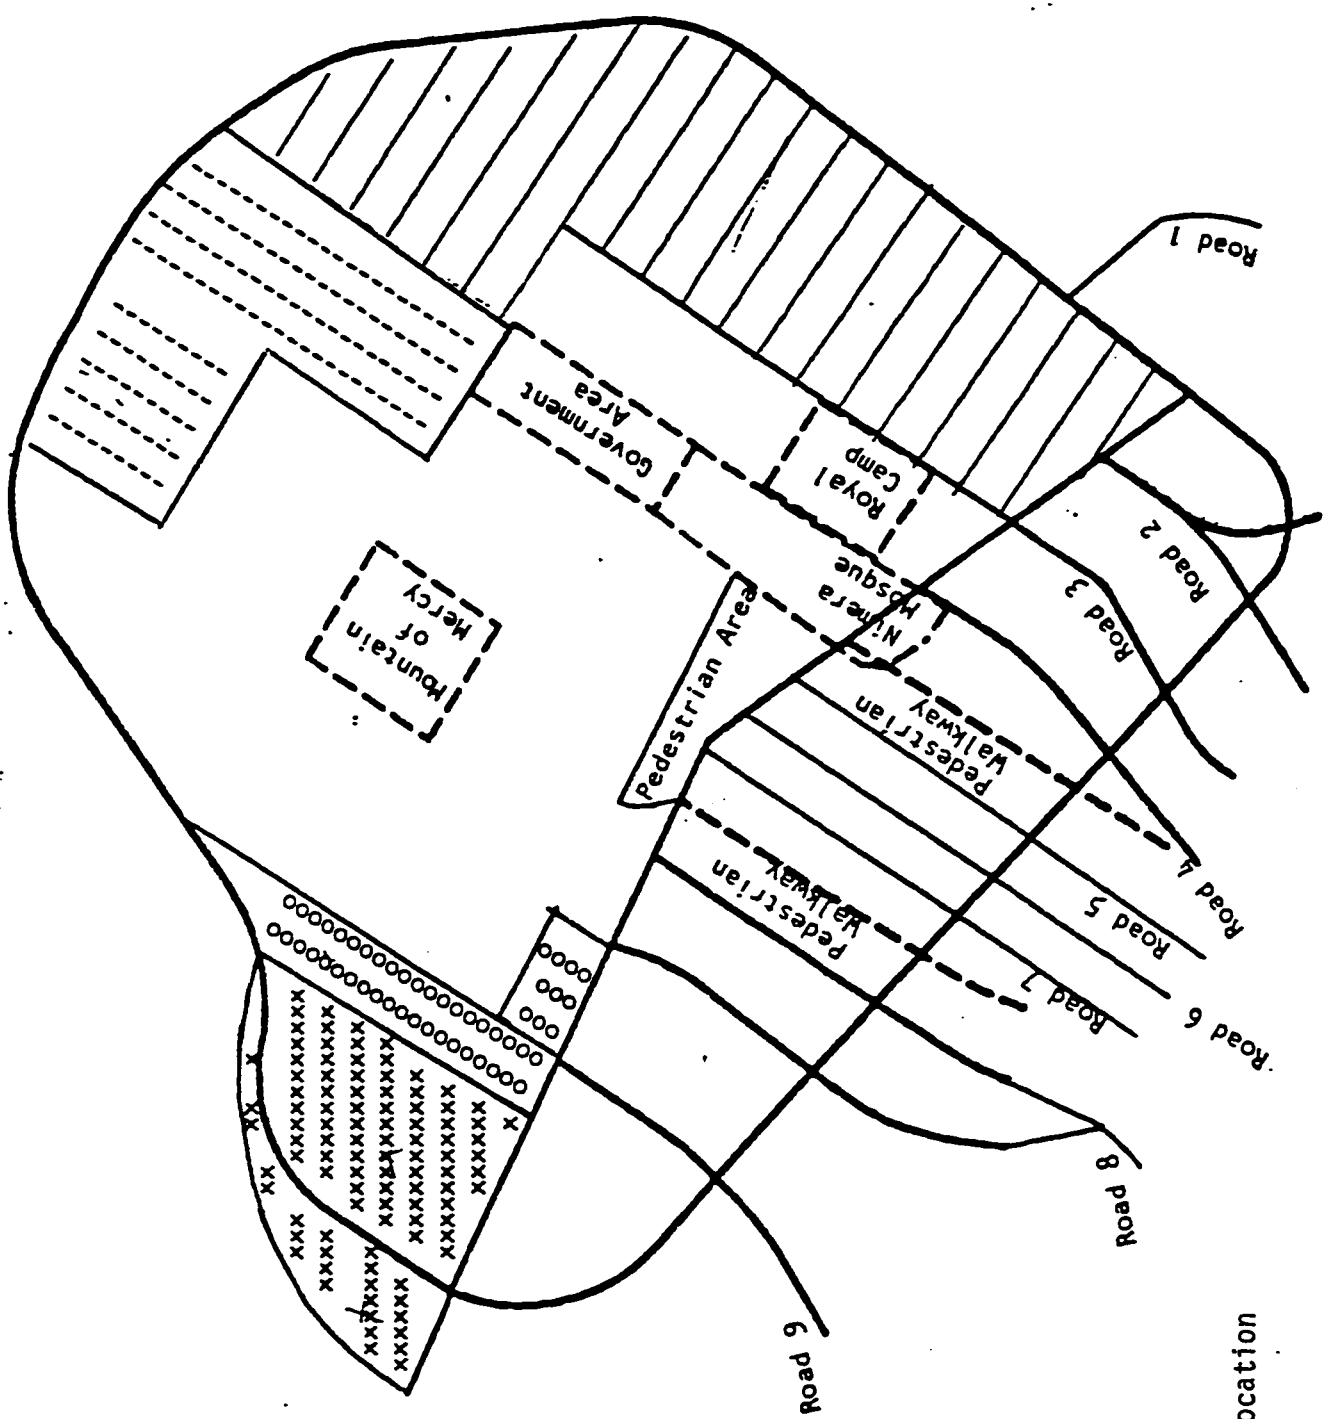 Road 1
Government
Area
Royal
Camp
Road 2
Nimera
Mosque
Road 3
Mountain
of
Mercy
Pedestrian Area
Pedestrian
Walkway
Road 4
Pedestrian
Walkway
Road 5
Road 6
Road 7
Road 8
Road 9
ocation